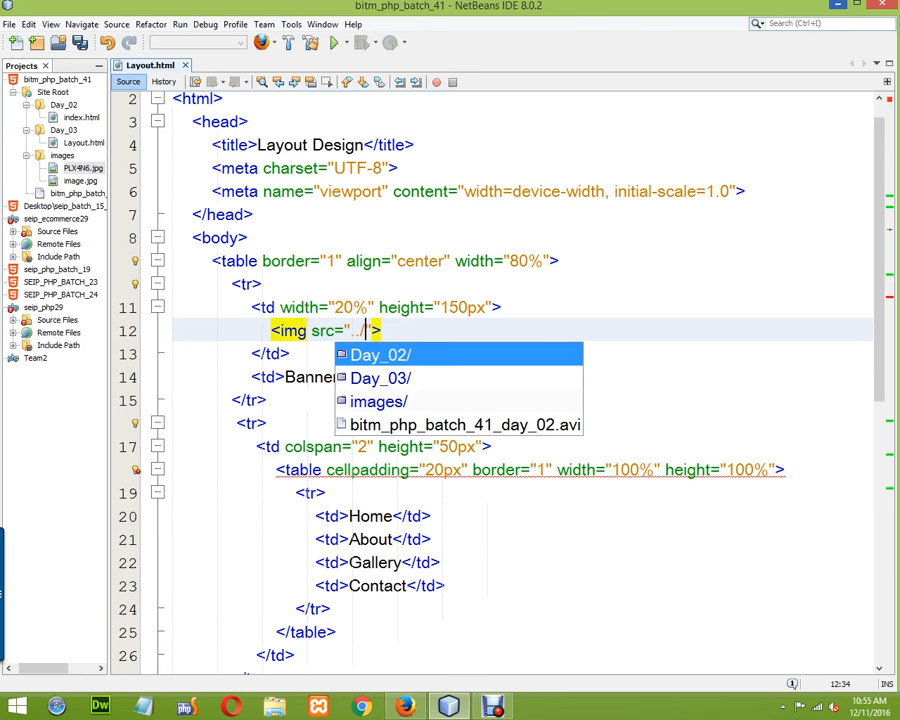 bitm_php_batch_41 - NetBeans IDE 8.0.2
File Edit View Navigate Source Refactor Run Debug Profile Team Tools Window Help
Search (Ctrl+I)
Projects
Layout.html
Source History
bitm_php_batch_41
Site Root
Day_02
index.html
Day_03
Layout.html
images
PLX4N6.jpg
image.jpg
bitm_php_batch_
Desktop\seip_batch_15_
seip_ecommerce29
Source Files
Remote Files
Include Path
seip_php_batch_19
SEIP_PHP_BATCH_23
SEIP_PHP_BATCH_24
seip_php29
Source Files
Remote Files
Include Path
Team2
2 <html>
3 <head>
4 <title>Layout Design</title>
5 <meta charset="UTF-8">
6 <meta name="viewport" content="width=device-width, initial-scale=1.0">
7 </head>
8 <body>
<table border="1" align="center" width="80%">
<tr>
11 <td width="20%" height="150px">
12 <img src="../">
13 </td>
14 <td>Banner
15 </tr>
<tr>
17 <td colspan="2" height="50px">
<table cellpadding="20px" border="1" width="100%" height="100%">
19 <tr>
20 <td>Home</td>
21 <td>About</td>
22 <td>Gallery</td>
23 <td>Contact</td>
24 </tr>
25 </table>
26 </td>
Day_02/
Day_03/
images/
bitm_php_batch_41_day_02.avi
12:34 INS
Dw
php
10:55 AM
12/11/2016